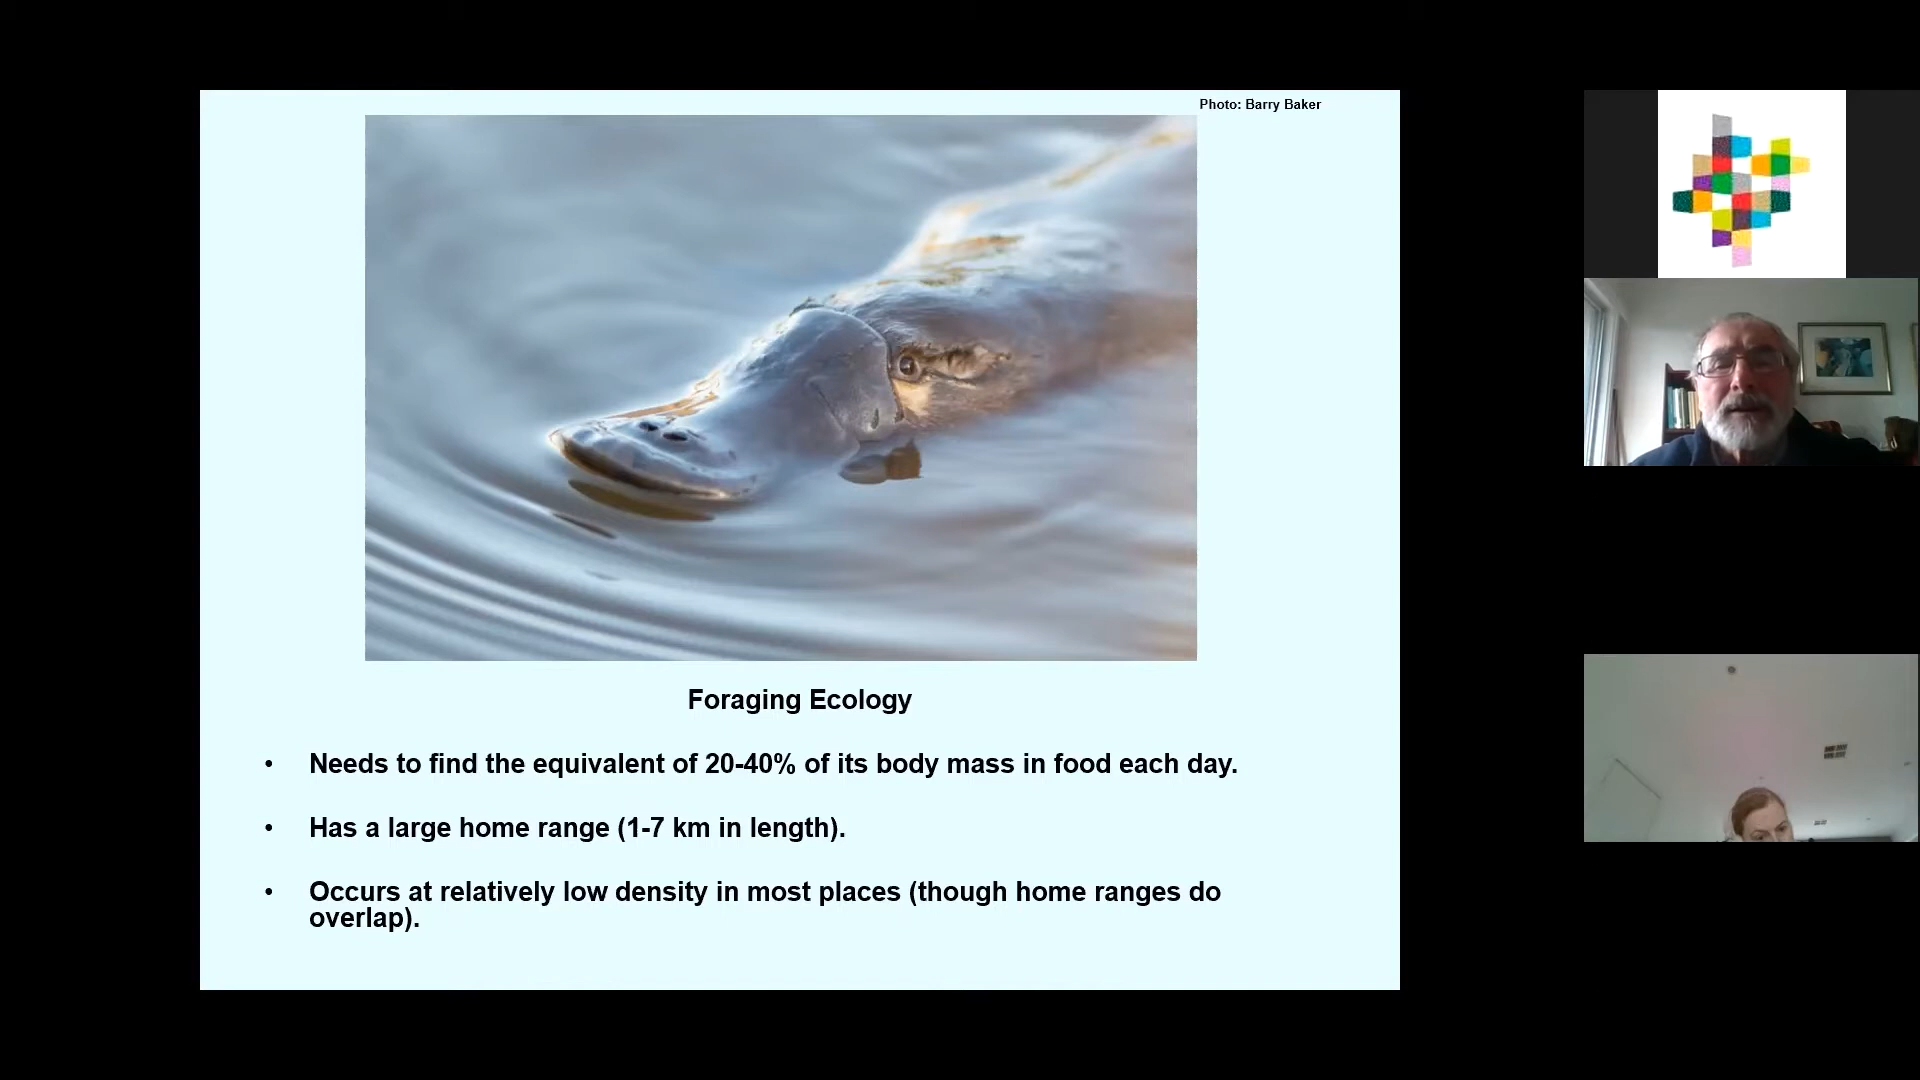 Photo: Barry Baker
Foraging Ecology
• Needs to find the equivalent of 20-40% of its body mass in food each day.
• Has a large home range (1-7 km in length).
• Occurs at relatively low density in most places (though home ranges do
overlap).